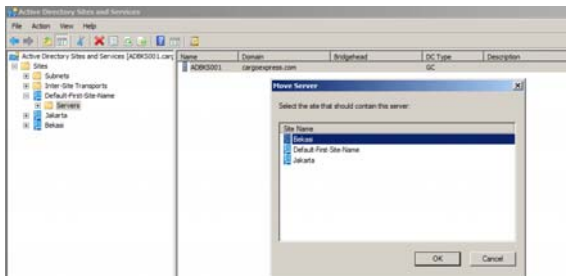 Active Directory Sites and Services
File Action View Help
Active Directory Sites and Services [ADBKS001.carg
Sites
Subnets
Inter-Site Transports
Default-First-Site-Name
Servers
Jakarta
Bekasi
Name Domain Bridgehead DC Type Description
ADBKS001 cargoexpress.com GC
Move Server
Select the site that should contain this server:
Site Name
Bekasi
Default-First-Site-Name
Jakarta
OK Cancel